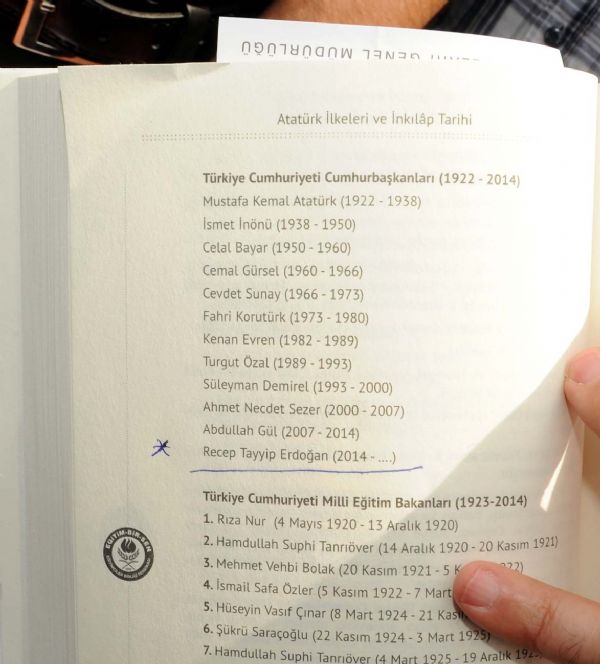 GENEL MÜDÜRLÜĞÜ
Atatürk İlkeleri ve İnkılâp Tarihi
Türkiye Cumhuriyeti Cumhurbaşkanları (1922 - 2014)
Mustafa Kemal Atatürk (1922 - 1938)
İsmet İnönü (1938 - 1950)
Celal Bayar (1950 - 1960)
Cemal Gürsel (1960 - 1966)
Cevdet Sunay (1966 - 1973)
Fahri Korutürk (1973 - 1980)
Kenan Evren (1982 - 1989)
Turgut Özal (1989 - 1993)
Süleyman Demirel (1993 - 2000)
Ahmet Necdet Sezer (2000 - 2007)
Abdullah Gül (2007 - 2014)
Recep Tayyip Erdoğan (2014 - ....)
Türkiye Cumhuriyeti Milli Eğitim Bakanları (1923-2014)
1. Rıza Nur (4 Mayıs 1920 - 13 Aralık 1920)
2. Hamdullah Suphi Tanrıöver (14 Aralık 1920 - 20 Kasım 1921)
3. Mehmet Vehbi Bolak (20 Kasım 1921 - 5
4. İsmail Safa Özler (5 Kasım 1922 - 7 Mart
5. Hüseyin Vasıf Çınar (8 Mart 1924 - 21
6. Şükrü Saraçoğlu (22 Kasım 1924 - 3 Mart 1925)
7. Hamdullah Suphi Tanrıöver (4 Mart 1925 - 19 Aralık
EĞİTİM-BİR-SEN